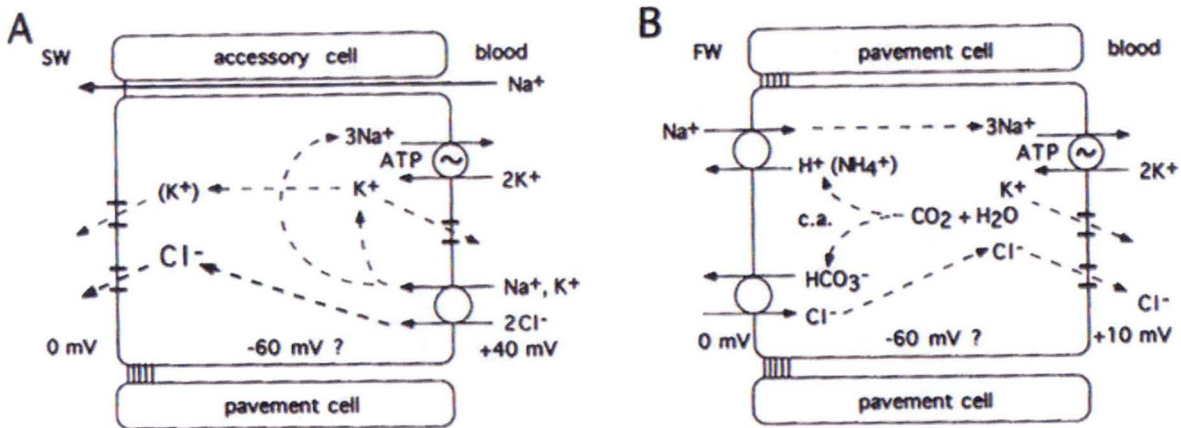 A
SW
accessory cell
blood
Na⁺
3Na⁺
ATP
~
2K⁺
(K⁺)
K⁺
Cl⁻
Na⁺, K⁺
2Cl⁻
0 mV
-60 mV ?
+40 mV
pavement cell
B
FW
pavement cell
blood
Na⁺
3Na⁺
ATP
~
H⁺ (NH₄⁺)
2K⁺
K⁺
c.a.
CO₂ + H₂O
Cl⁻
HCO₃⁻
Cl⁻
Cl⁻
0 mV
-60 mV ?
+10 mV
pavement cell